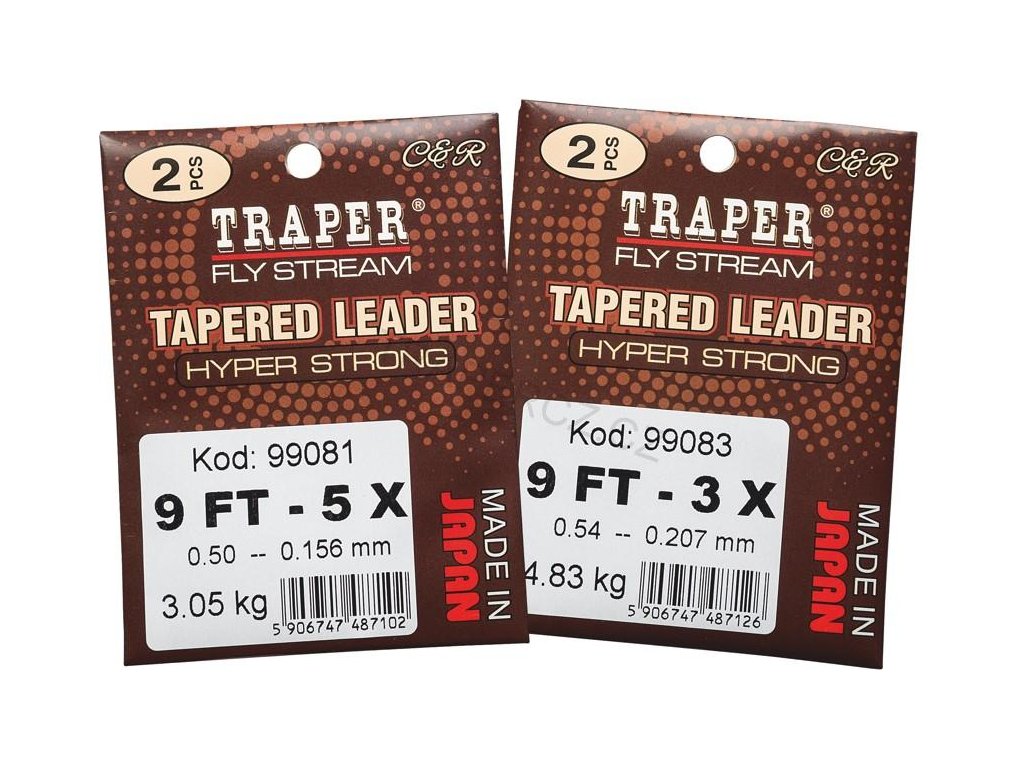 2 PCS
C&R
TRAPER®
FLY STREAM
TAPERED LEADER
HYPER STRONG
Kod: 99081
9 FT - 5 X
0.50 -- 0.156 mm
3.05 kg
5 906747 487102
MADE IN
JAPAN
2 PCS
C&R
TRAPER®
FLY STREAM
TAPERED LEADER
HYPER STRONG
Kod: 99083
9 FT - 3 X
0.54 -- 0.207 mm
4.83 kg
5 906747 487126
MADE IN
JAPAN